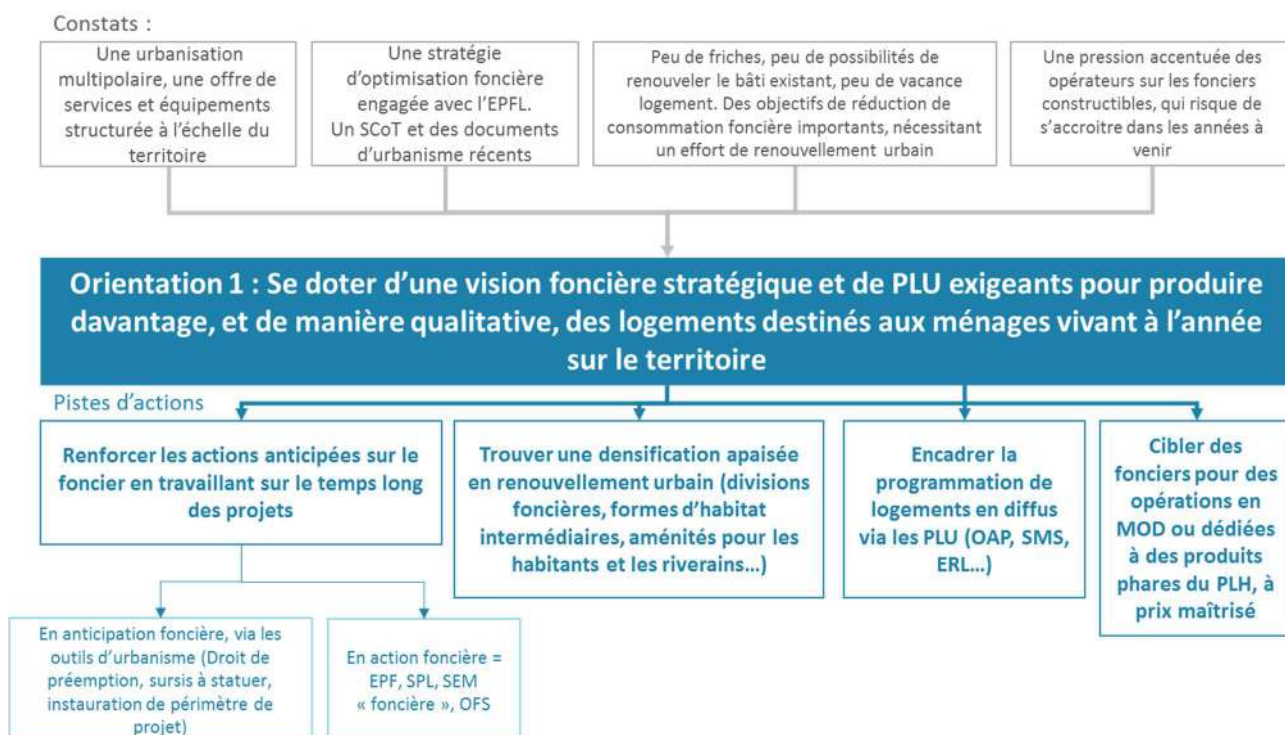 Constats :
Une urbanisation
multipolaire, une offre de
services et équipements
structurée à l'échelle du
territoire
Une stratégie
d'optimisation foncière
engagée avec l'EPFL.
Un SCoT et des documents
d'urbanisme récents
Peu de friches, peu de possibilités de
renouveler le bâti existant, peu de vacance
logement. Des objectifs de réduction de
consommation foncière importants, nécessitant
un effort de renouvellement urbain
Une pression accentuée des
opérateurs sur les fonciers
constructibles, qui risque de
s'accroitre dans les années à
venir
Orientation 1 : Se doter d'une vision foncière stratégique et de PLU exigeants pour produire
davantage, et de manière qualitative, des logements destinés aux ménages vivant à l'année
sur le territoire
Pistes d'actions
Renforcer les actions anticipées sur le
foncier en travaillant sur le temps long
des projets
Trouver une densification apaisée
en renouvellement urbain (divisions
foncières, formes d'habitat
intermédiaires, aménités pour les
habitants et les riverains...)
Encadrer la
programmation de
logements en diffus
via les PLU (OAP, SMS,
ERL...)
Cibler des
fonciers pour des
opérations en
MOD ou dédiées
à des produits
phares du PLH, à
prix maîtrisé
En anticipation foncière, via les
outils d'urbanisme (Droit de
préemption, sursis à statuer,
instauration de périmètre de
projet)
En action foncière =
EPF, SPL, SEM
« foncière », OFS